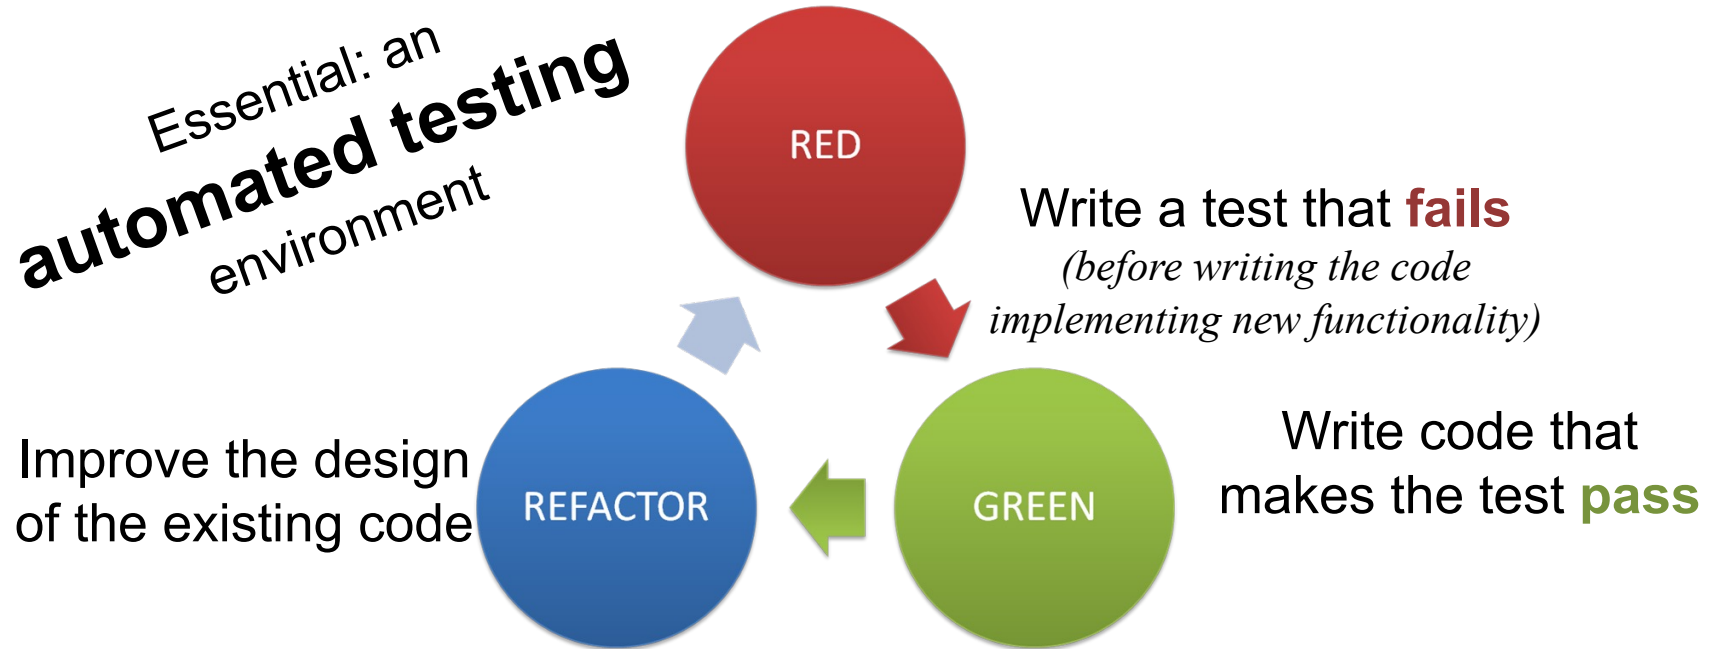 Essential: an
automated testing
environment
RED
Write a test that fails
(before writing the code
implementing new functionality)
GREEN
Write code that
makes the test pass
REFACTOR
Improve the design
of the existing code